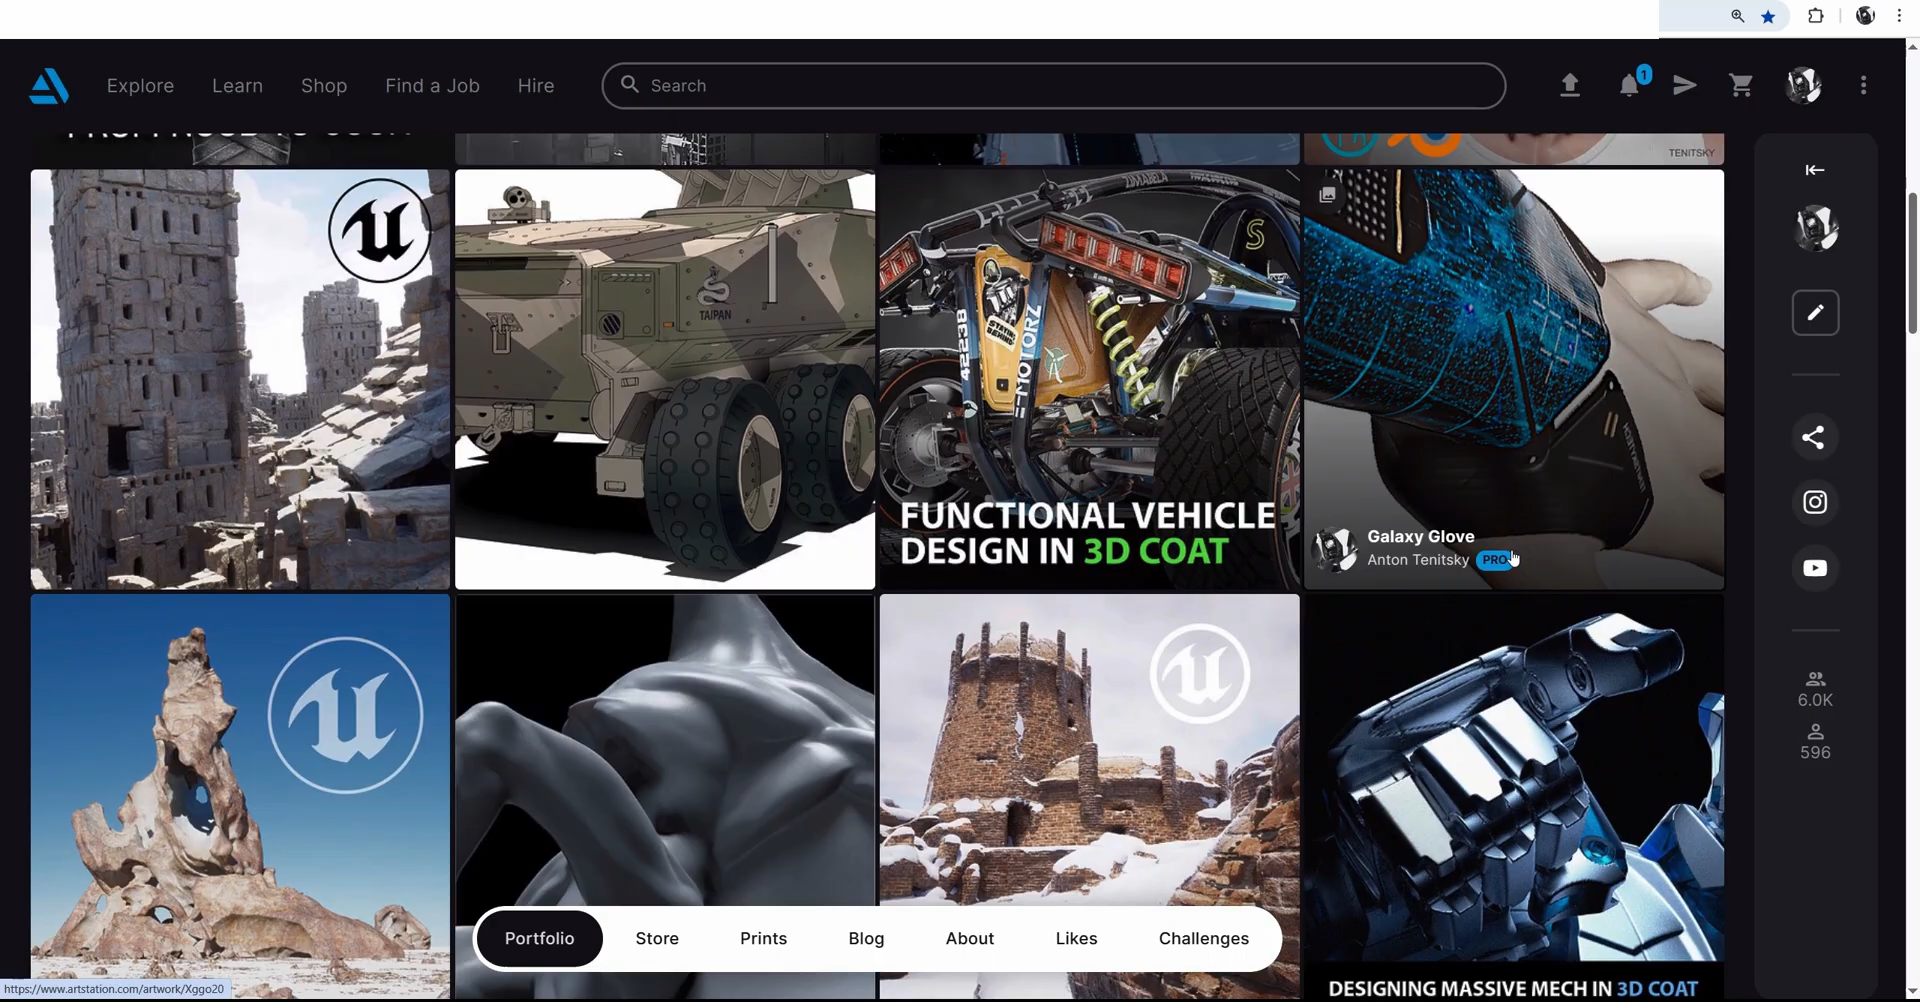 Explore Learn Shop Find a Job Hire
Search
1
TENITSKY
TAIPAN
42238
S
FUNCTIONAL VEHICLE
DESIGN IN 3D COAT
Galaxy Glove
Anton Tenitsky PRO
6.0K
596
Portfolio Store Prints Blog About Likes Challenges
DESIGNING MASSIVE MECH IN 3D COAT
https://www.artstation.com/artwork/Xggo20